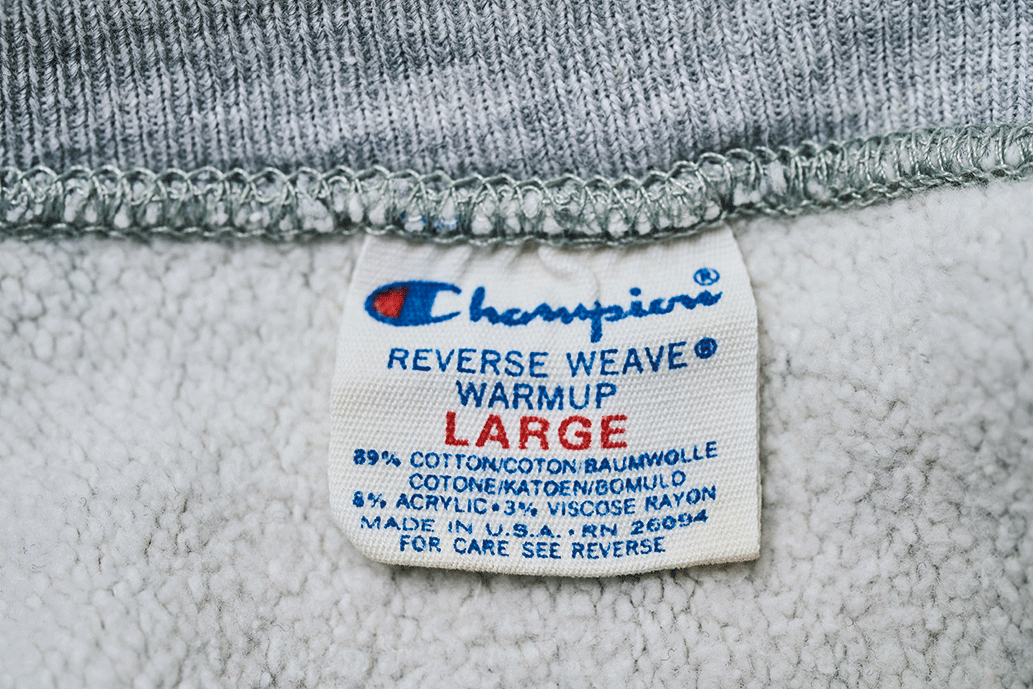 Champion®
REVERSE WEAVE®
WARMUP
LARGE
89% COTTON/COTON/BAUMWOLLE
COTONE/KATOEN/BOMULD
8% ACRYLIC • 3% VISCOSE RAYON
MADE IN U.S.A. • RN 26094
FOR CARE SEE REVERSE